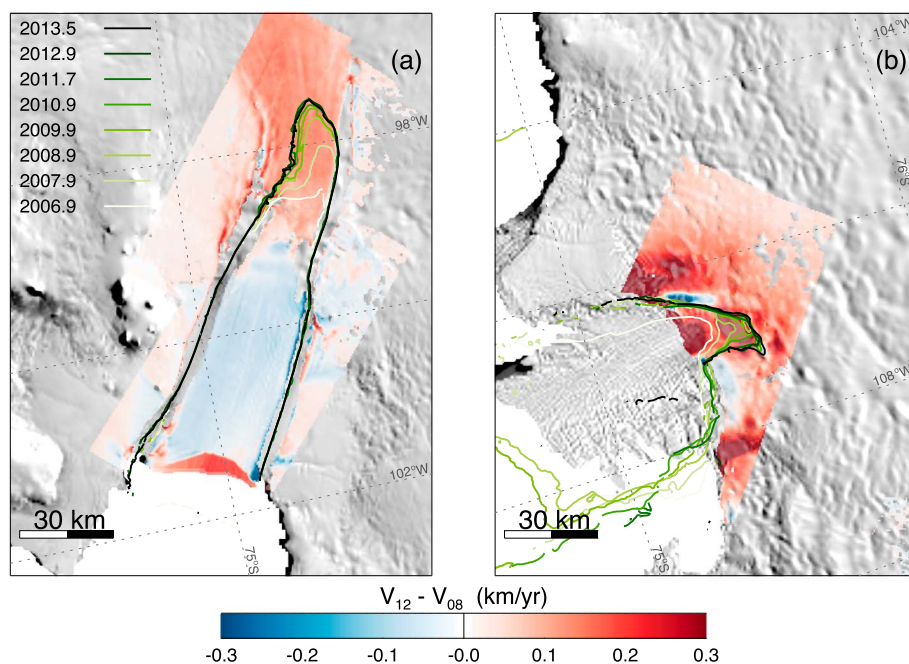 2013.5
2012.9
2011.7
2010.9
2009.9
2008.9
2007.9
2006.9
(a)
98°W
102°W
75°S
30 km
(b)
104°W
76°S
108°W
75°S
30 km
V12 - V08 (km/yr)
-0.3 -0.2 -0.1 -0.0 0.1 0.2 0.3